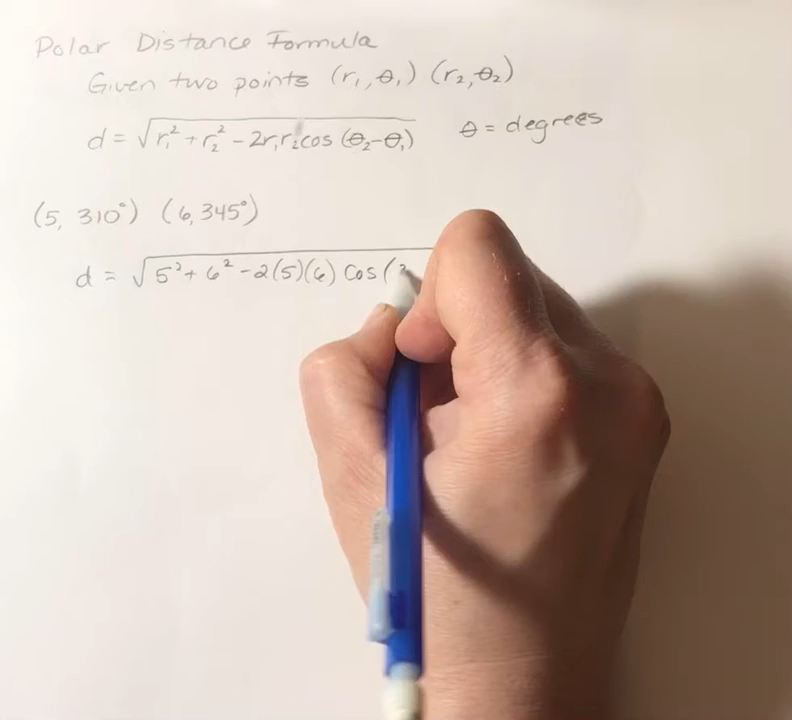 Polar Distance Formula
Given two points (r₁,θ₁) (r₂,θ₂)
d = √r₁² + r₂² - 2r₁r₂cos (θ₂-θ₁) θ = degrees
(5, 310°) (6, 345°)
d = √5² + 6² - 2(5)(6) Cos (3